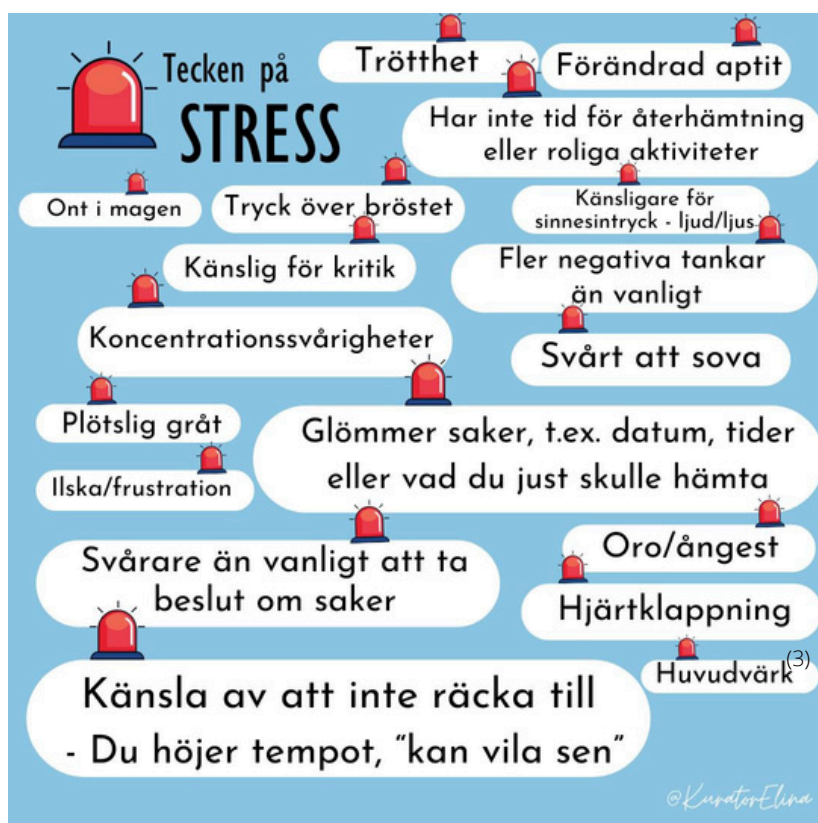 Tecken på
STRESS
Trötthet
Förändrad aptit
Har inte tid för återhämtning
eller roliga aktiviteter
Ont i magen
Tryck över bröstet
Känsligare för
sinnesintryck - ljud/ljus
Känslig för kritik
Fler negativa tankar
än vanligt
Koncentrationssvårigheter
Svårt att sova
Plötslig gråt
Glömmer saker, t.ex. datum, tider
eller vad du just skulle hämta
Ilska/frustration
Svårare än vanligt att ta
beslut om saker
Oro/ångest
Hjärtklappning
Huvudvärk (3)
Känsla av att inte räcka till
- Du höjer tempot, “kan vila sen”
@KuratorElina